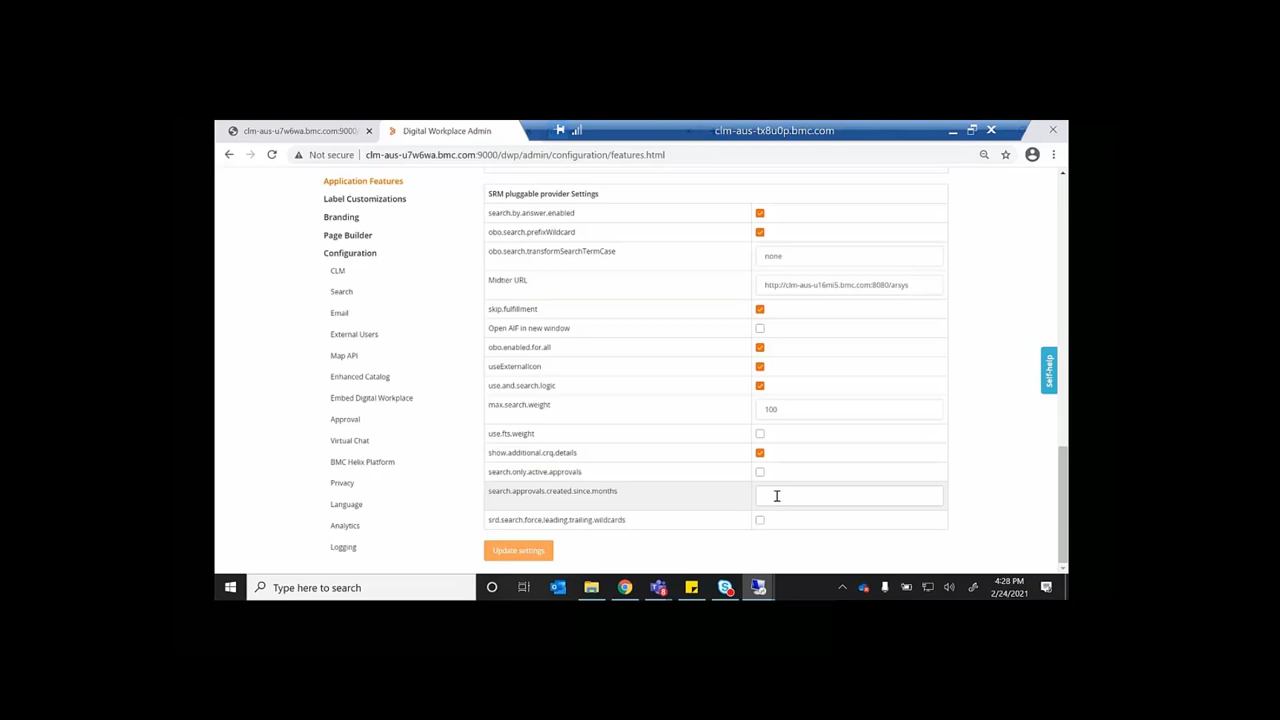 clm-aus-u7w6wa.bmc.com:9000/
Digital Workplace Admin
clm-aus-tx8u0p.bmc.com
Not secure
clm-aus-u7w6wa.bmc.com:9000/dwp/admin/configuration/features.html
Application Features
Label Customizations
Branding
Page Builder
Configuration
CLM
Search
Email
External Users
Map API
Enhanced Catalog
Embed Digital Workplace
Approval
Virtual Chat
BMC Helix Platform
Privacy
Language
Analytics
Logging
SRM pluggable provider Settings
search.by.answer.enabled
obo.search.prefixWildcard
obo.search.transformSearchTermCase
none
Midtier URL
http://clm-aus-u16mi5.bmc.com:8080/arsys
skip.fulfillment
Open AIF in new window
obo.enabled.for.all
useExternalIcon
use.and.search.logic
max.search.weight
100
use.fts.weight
show.additional.crq.details
search.only.active.approvals
search.approvals.created.since.months
srd.search.force.leading.trailing.wildcards
Update settings
Self-help
Type here to search
8
4:28 PM
2/24/2021